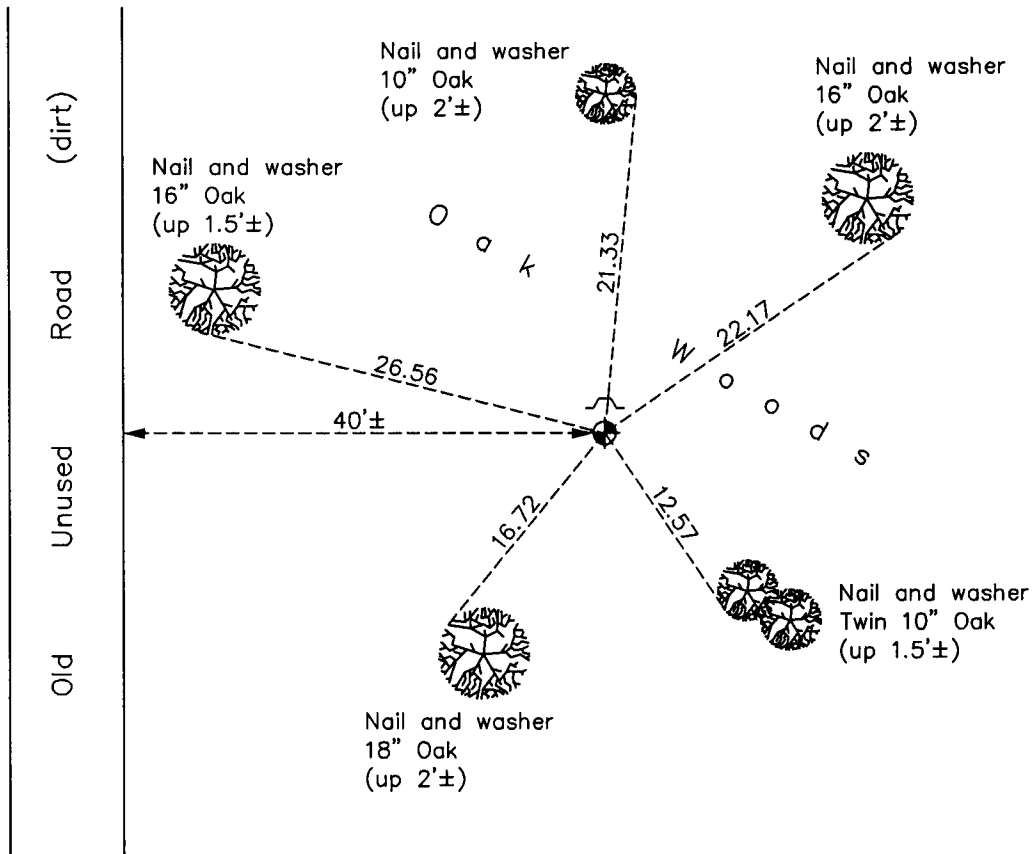 Nail and washer
10" Oak
(up 2'±)
Nail and washer
16" Oak
(up 2'±)
Nail and washer
16" Oak
(up 1.5'±)
Old Unused Road (dirt)
Oak Woods
21.33
22.17
26.56
40'±
16.72
12.57
Nail and washer
Twin 10" Oak
(up 1.5'±)
Nail and washer
18" Oak
(up 2'±)